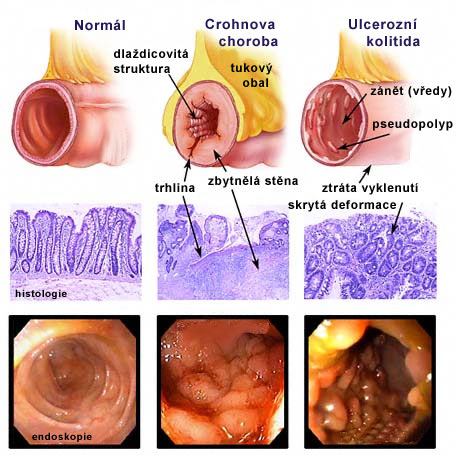 Normál
Crohnova
choroba
Ulcerozní
kolitida
dlaždicovitá
struktura
tukový
obal
zánět (vředy)
pseudopolyp
trhlina
zbytnělá stěna
ztráta vyklenutí
skrytá deformace
histologie
endoskopie